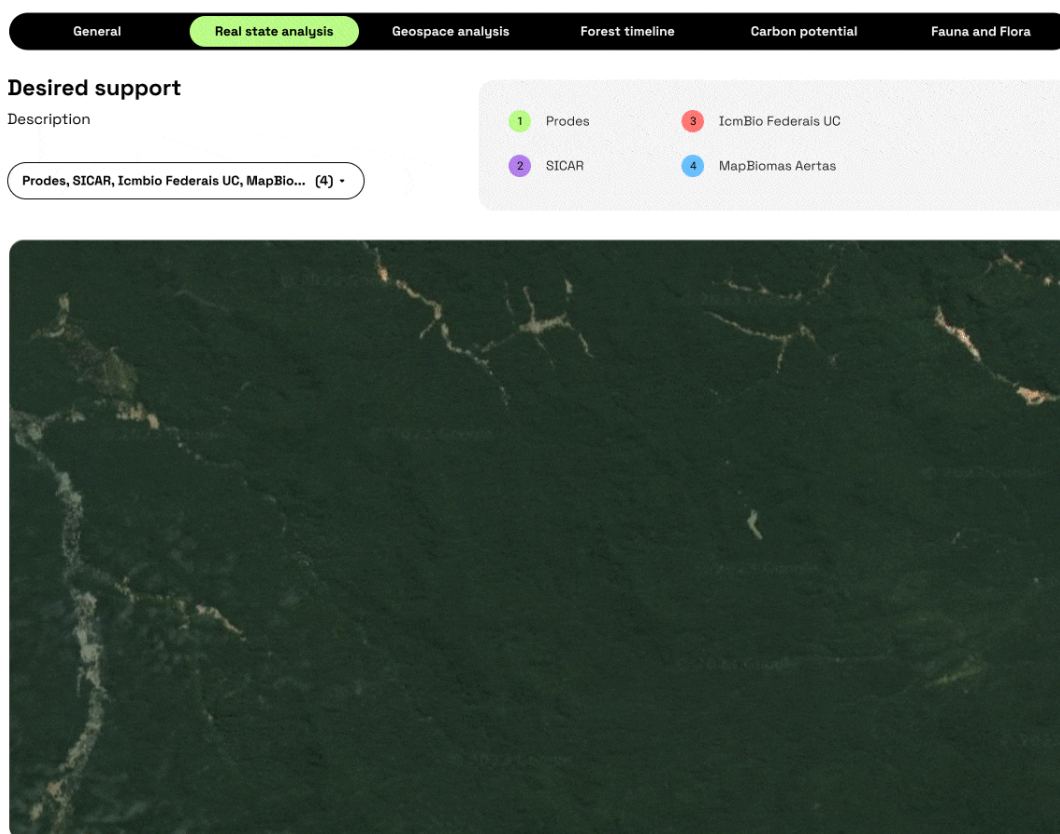 General
Real state analysis
Geospace analysis
Forest timeline
Carbon potential
Fauna and Flora
Desired support
Description
Prodes, SICAR, Icmbio Federais UC, MapBio... (4)
1 Prodes
3 IcmBio Federais UC
2 SICAR
4 MapBiomas Aertas